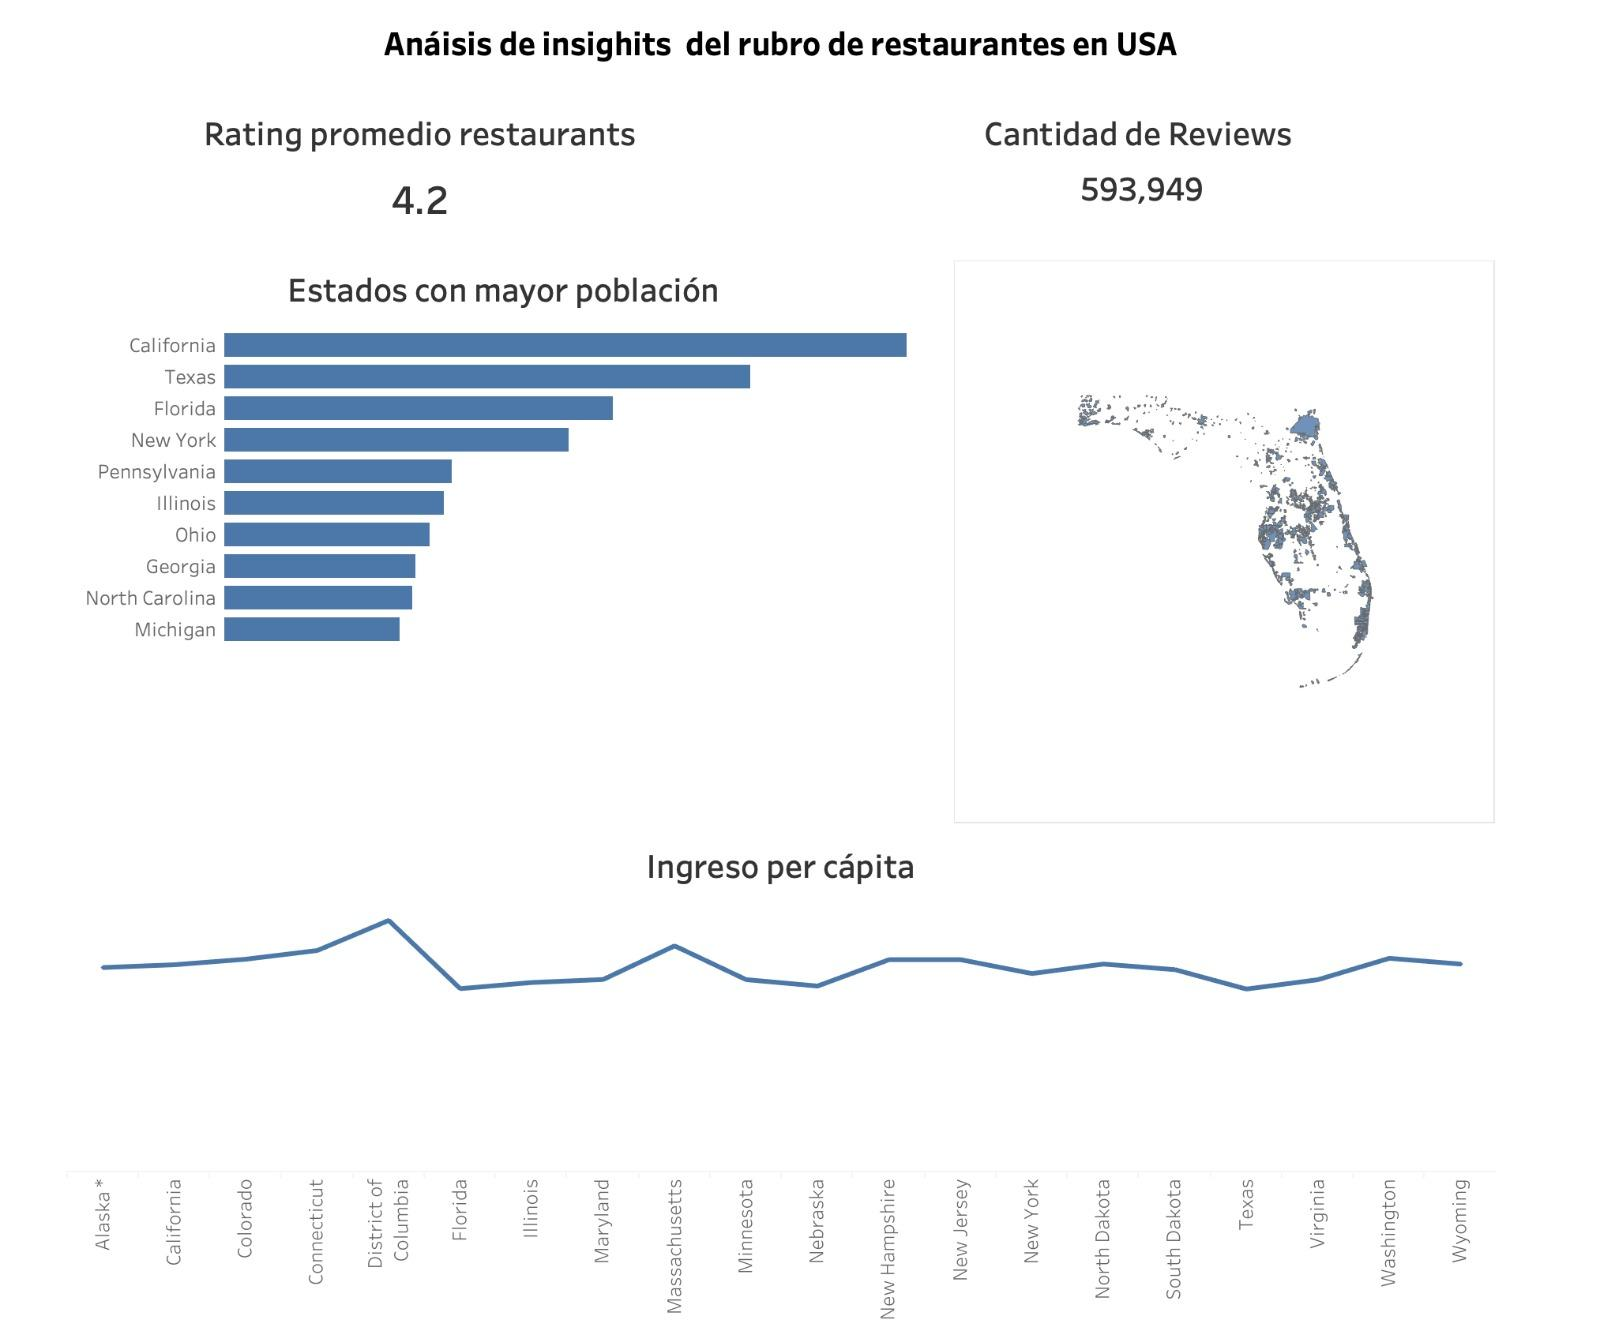 Anáisis de insighits  del rubro de restaurantes en USA
Rating promedio restaurants
4.2
Cantidad de Reviews
593,949
Estados con mayor población
California
Texas
Florida
New York
Pennsylvania
Illinois
Ohio
Georgia
North Carolina
Michigan
Ingreso per cápita
Alaska *
California
Colorado
Connecticut
District of
Columbia
Florida
Illinois
Maryland
Massachusetts
Minnesota
Nebraska
New Hampshire
New Jersey
New York
North Dakota
South Dakota
Texas
Virginia
Washington
Wyoming